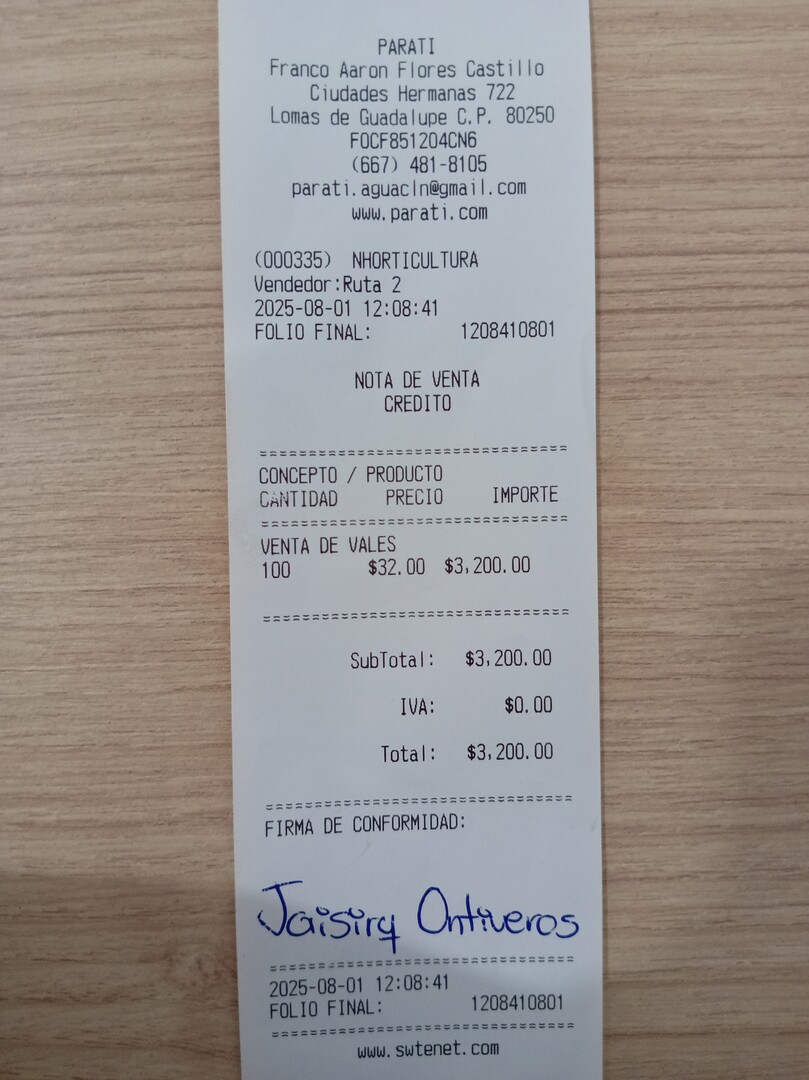 PARATI
Franco Aaron Flores Castillo
Ciudades Hermanas 722
Lomas de Guadalupe C.P. 80250
FOCF851204CN6
(667) 481-8105
parati.aguacln@gmail.com
www.parati.com
(000335) NHORTICULTURA
Vendedor:Ruta 2
2025-08-01 12:08:41
FOLIO FINAL: 1208410801
NOTA DE VENTA
CREDITO
===============================
CONCEPTO / PRODUCTO
CANTIDAD PRECIO IMPORTE
===============================
VENTA DE VALES
100 $32.00 $3,200.00
===============================
SubTotal: $3,200.00
IVA: $0.00
Total: $3,200.00
===============================
FIRMA DE CONFORMIDAD:
Jaisiry Ontiveros
===============================
2025-08-01 12:08:41
FOLIO FINAL: 1208410801
===============================
www.swtenet.com